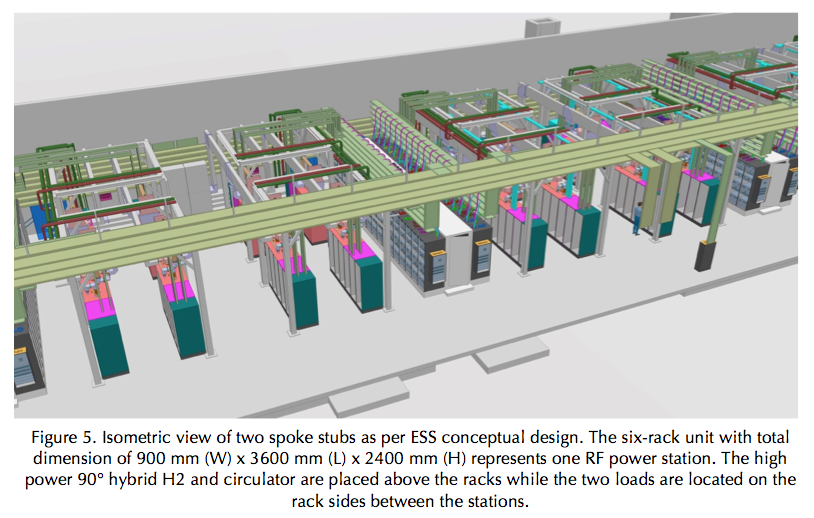 Figure 5. Isometric view of two spoke stubs as per ESS conceptual design. The six-rack unit with total
dimension of 900 mm (W) x 3600 mm (L) x 2400 mm (H) represents one RF power station. The high
power 90° hybrid H2 and circulator are placed above the racks while the two loads are located on the
rack sides between the stations.